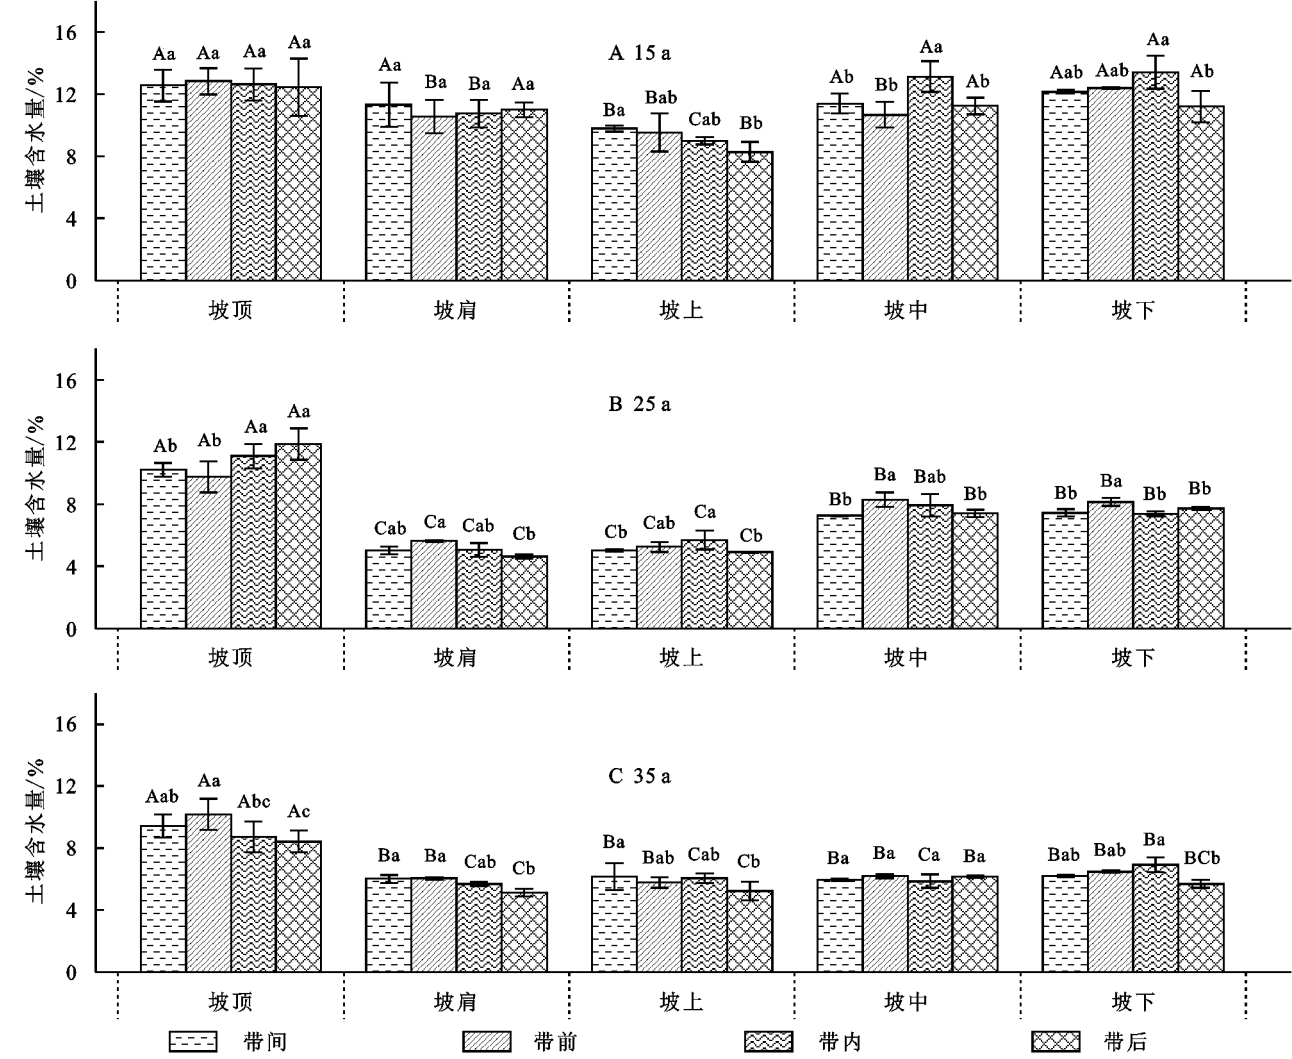 土壤含水量/%
16
12
8
4
0
A 15 a
Aa Aa Aa Aa
Aa Ba Ba Aa
Ba Bab Cab Bb
Ab Bb Aa Ab
Aab Aab Aa Ab
坡顶 坡肩 坡上 坡中 坡下
土壤含水量/%
16
12
8
4
0
B 25 a
Ab Ab Aa Aa
Cab Ca Cab Cb
Cb Cab Ca Cb
Bb Ba Bab Bb
Bb Ba Bb Bb
坡顶 坡肩 坡上 坡中 坡下
土壤含水量/%
16
12
8
4
0
C 35 a
Aab Aa Abc Ac
Ba Ba Cab Cb
Ba Bab Cab Cb
Ba Ba Ca Ba
Bab Bab Ba BCb
坡顶 坡肩 坡上 坡中 坡下
带间 带前 带内 带后